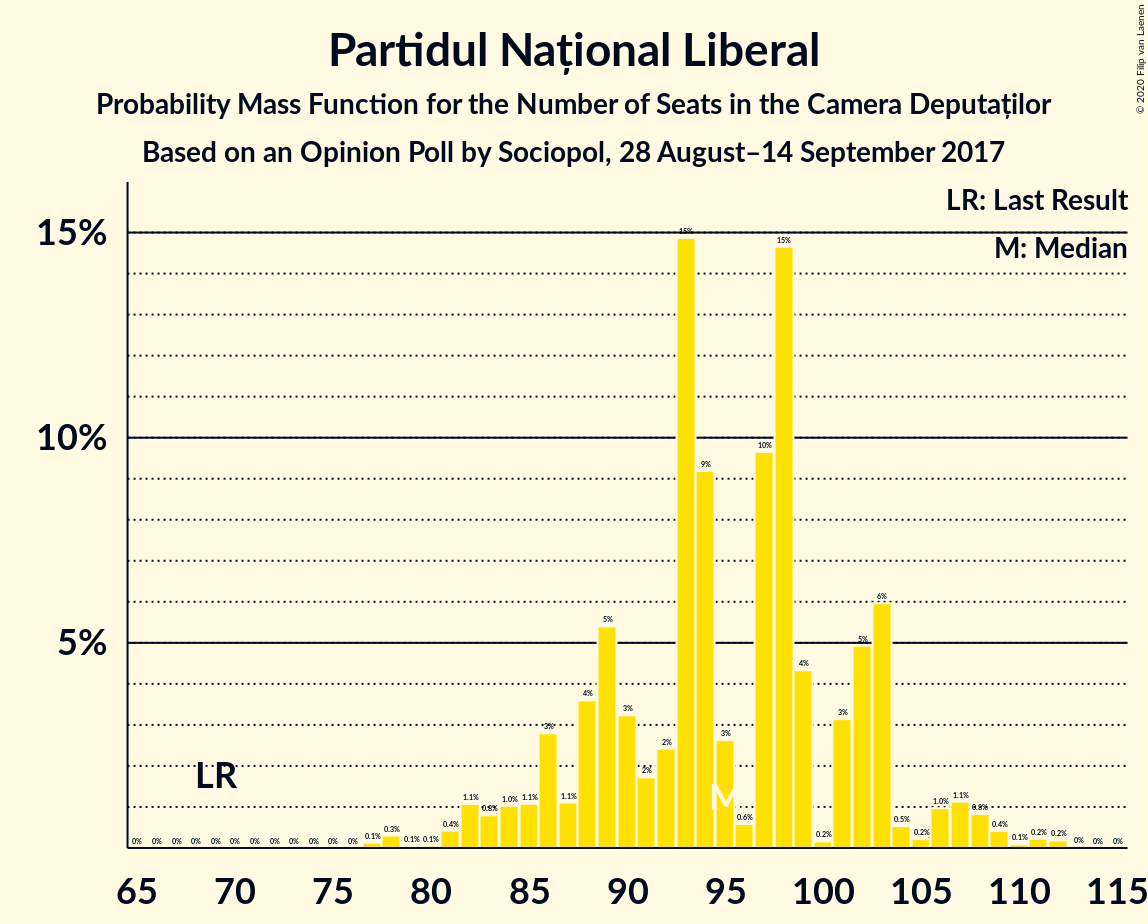 Partidul Național Liberal
Probability Mass Function for the Number of Seats in the Camera Deputaților
Based on an Opinion Poll by Sociopol, 28 August–14 September 2017
© 2020 Filip van Laenen
LR: Last Result
M: Median
15%
10%
5%
LR
M
0% 0% 0% 0% 0% 0% 0% 0% 0% 0% 0% 0% 0.1% 0.3% 0.1% 0.1% 0.4% 1.1% 0.8% 1.0% 1.1% 3% 1.1% 4% 5% 3% 2% 2% 15% 9% 3% 0.6% 10% 15% 4% 0.2% 3% 5% 6% 0.5% 0.2% 1.0% 1.1% 0.8% 0.4% 0.1% 0.2% 0.2% 0% 0% 0%
65 70 75 80 85 90 95 100 105 110 115